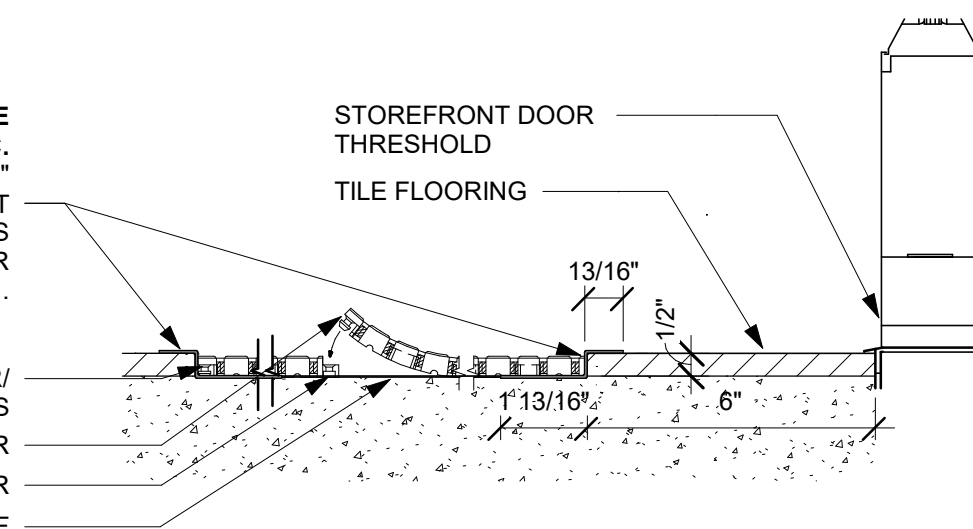 E
.
"
T
S
R
.
R/
S
R
R
F
STOREFRONT DOOR
THRESHOLD
TILE FLOORING
13/16"
1/2"
1 13/16"
6"